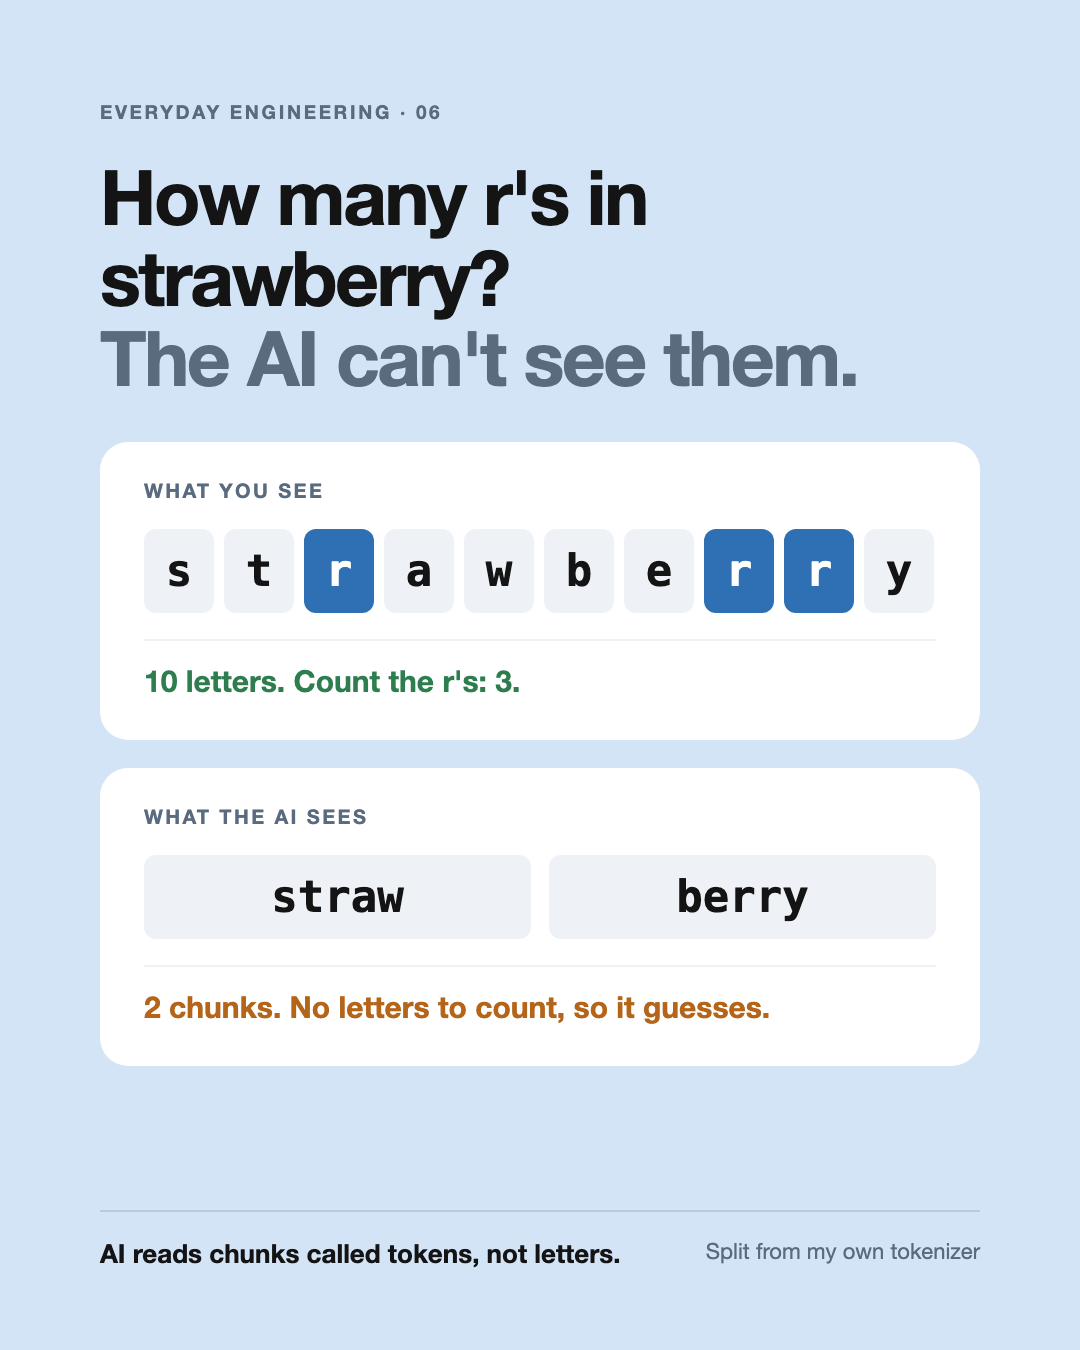 EVERYDAY ENGINEERING · 06
How many r's in
strawberry?
The AI can't see them.
WHAT YOU SEE
s t r a w b e r r y
10 letters. Count the r's: 3.
WHAT THE AI SEES
straw berry
2 chunks. No letters to count, so it guesses.
AI reads chunks called tokens, not letters.
Split from my own tokenizer